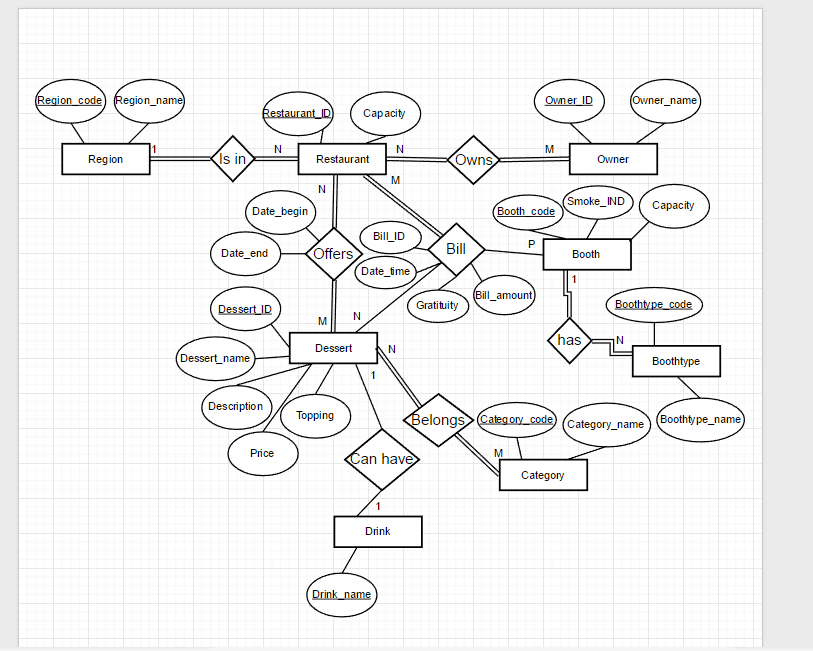 Region_code
Region_name
Restaurant_ID
Capacity
Owner_ID
Owner_name
1
N
N
M
Region
Is in
Restaurant
Owns
Owner
N
M
Date_begin
Booth_code
Smoke_IND
Capacity
Bill_ID
P
Date_end
Offers
Bill
Booth
Date_time
1
Bill_amount
Gratituity
Dessert_ID
M
N
Boothtype_code
has
N
Dessert
N
Dessert_name
Boothtype
1
Description
Topping
Belongs
Category_code
Category_name
Boothtype_name
Price
Can have
M
Category
1
Drink
Drink_name